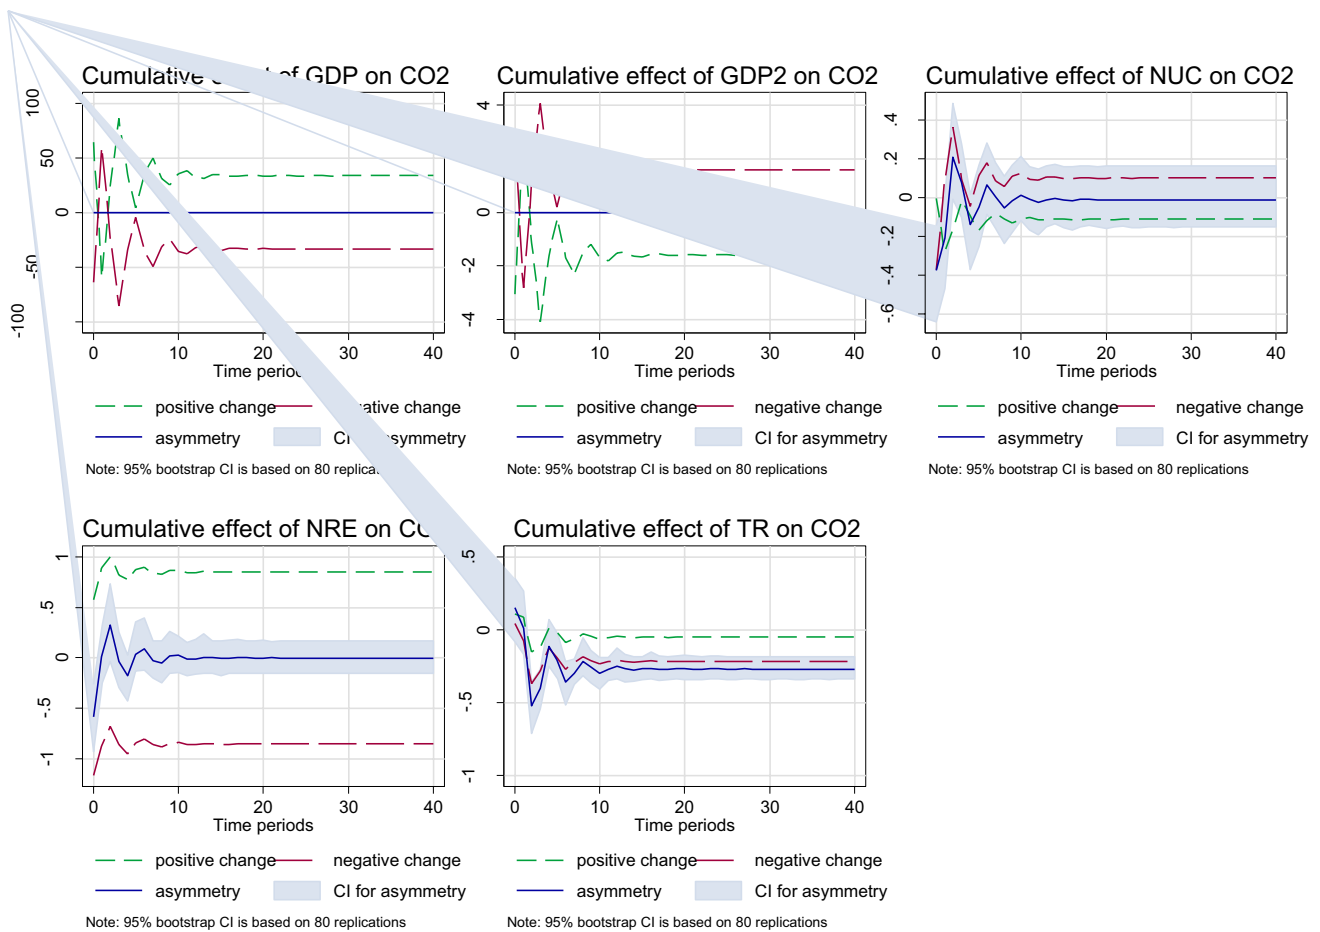 Cumulative effect of GDP on CO2
100
50
0
-50
-100
0 10 20 30 40
Time periods
positive change negative change
asymmetry CI for asymmetry
Note: 95% bootstrap CI is based on 80 replications
Cumulative effect of GDP2 on CO2
4
0
-2
-4
0 10 20 30 40
Time periods
positive change negative change
asymmetry CI for asymmetry
Note: 95% bootstrap CI is based on 80 replications
Cumulative effect of NUC on CO2
.4
.2
0
-.2
-.4
-.6
0 10 20 30 40
Time periods
positive change negative change
asymmetry CI for asymmetry
Note: 95% bootstrap CI is based on 80 replications
Cumulative effect of NRE on CO2
1
.5
0
-.5
-1
0 10 20 30 40
Time periods
positive change negative change
asymmetry CI for asymmetry
Note: 95% bootstrap CI is based on 80 replications
Cumulative effect of TR on CO2
.5
0
-.5
-1
0 10 20 30 40
Time periods
positive change negative change
asymmetry CI for asymmetry
Note: 95% bootstrap CI is based on 80 replications